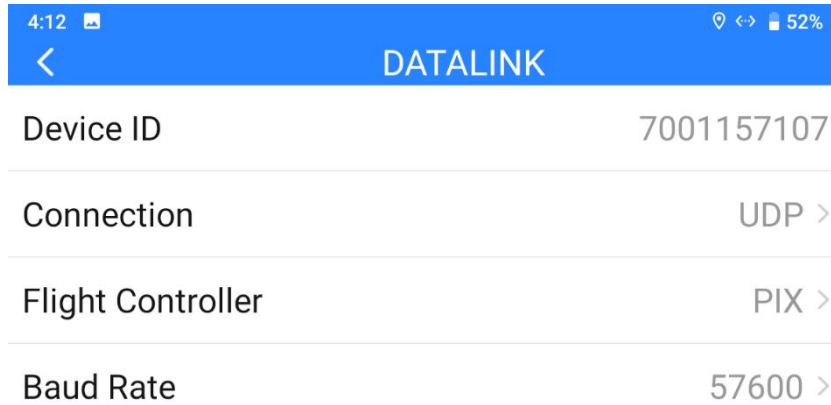 4:12 52%
DATALINK
Device ID 7001157107
Connection UDP
Flight Controller PIX
Baud Rate 57600